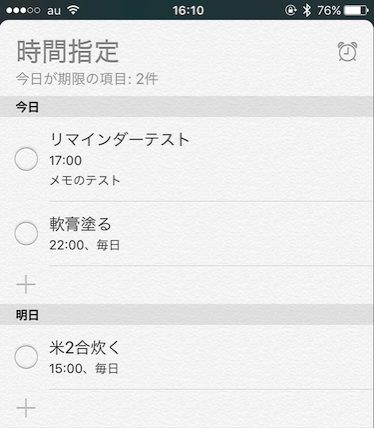 au 16:10 76%
時間指定
今日が期限の項目: 2件
今日
リマインダーテスト
17:00
メモのテスト
軟膏塗る
22:00、毎日
明日
米2合炊く
15:00、毎日